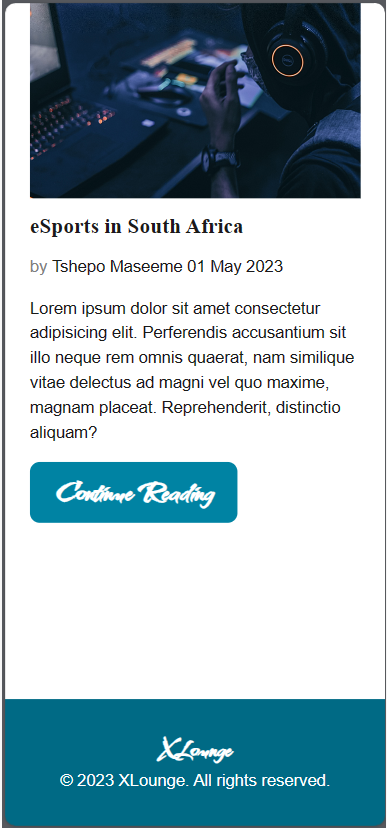 eSports in South Africa
by Tshepo Maseeme 01 May 2023
Lorem ipsum dolor sit amet consectetur
adipisicing elit. Perferendis accusantium sit
illo neque rem omnis quaerat, nam similique
vitae delectus ad magni vel quo maxime,
magnam placeat. Reprehenderit, distinctio
aliquam?
Continue Reading
XLounge
© 2023 XLounge. All rights reserved.